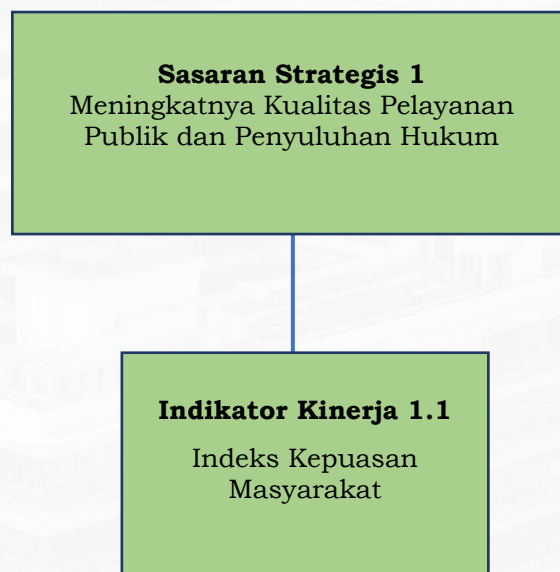 Sasaran Strategis 1
Meningkatnya Kualitas Pelayanan
Publik dan Penyuluhan Hukum
Indikator Kinerja 1.1
Indeks Kepuasan
Masyarakat